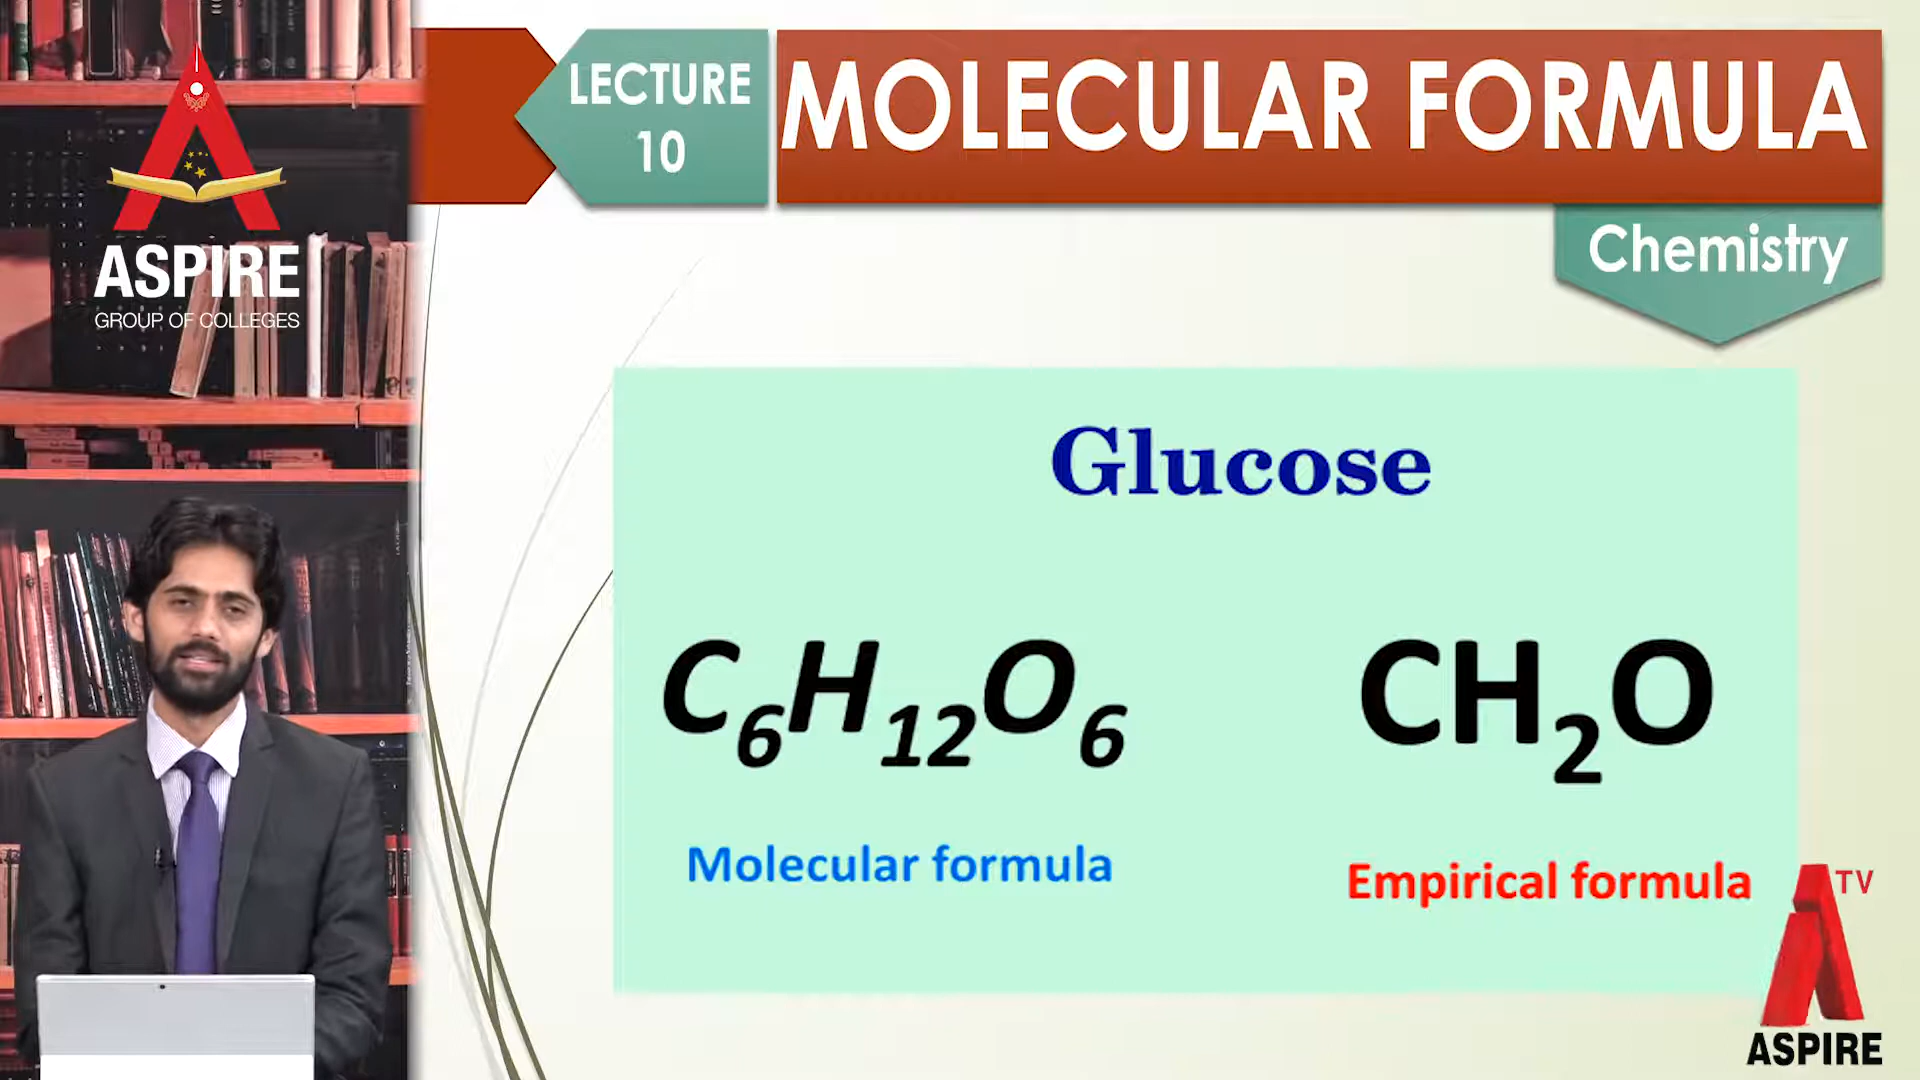 ASPIRE
GROUP OF COLLEGES
LECTURE
10
MOLECULAR FORMULA
Chemistry
Glucose
C₆H₁₂O₆
CH₂O
Molecular formula
Empirical formula
TV
ASPIRE